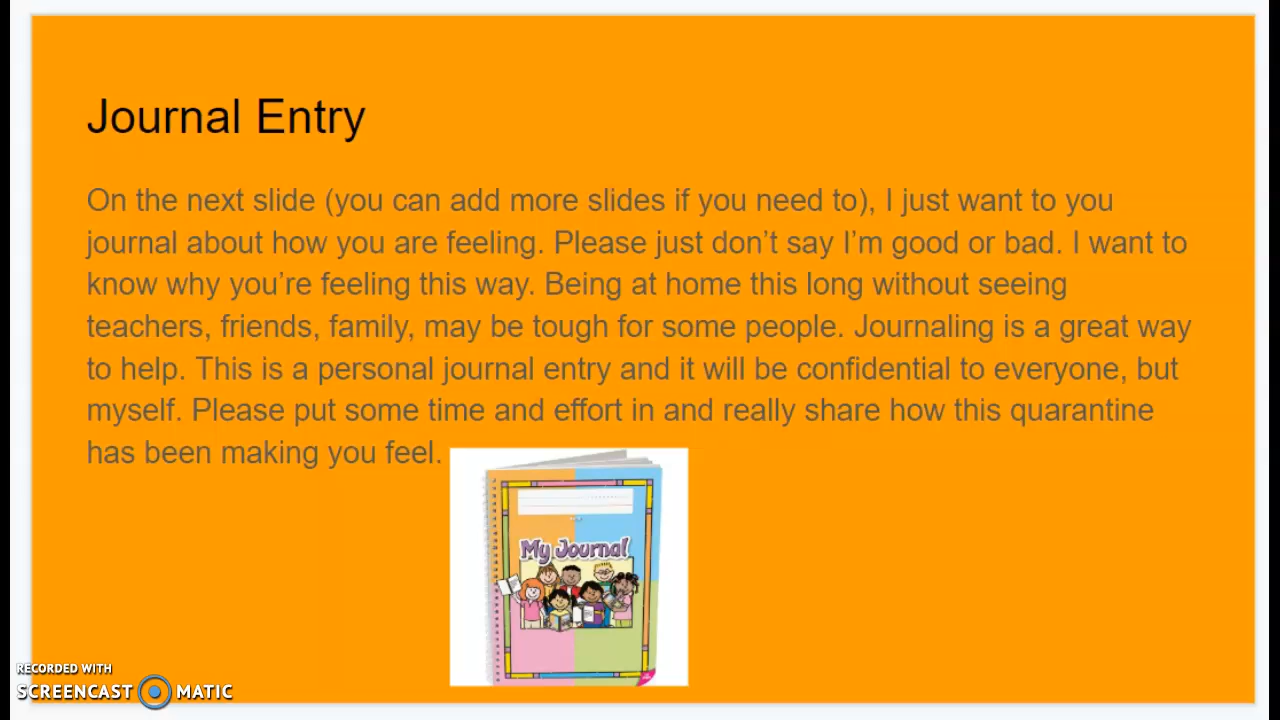 Journal Entry
On the next slide (you can add more slides if you need to), I just want to you
journal about how you are feeling. Please just don’t say I’m good or bad. I want to
know why you’re feeling this way. Being at home this long without seeing
teachers, friends, family, may be tough for some people. Journaling is a great way
to help. This is a personal journal entry and it will be confidential to everyone, but
myself. Please put some time and effort in and really share how this quarantine
has been making you feel.
My Journal
RECORDED WITH
SCREENCAST MATIC